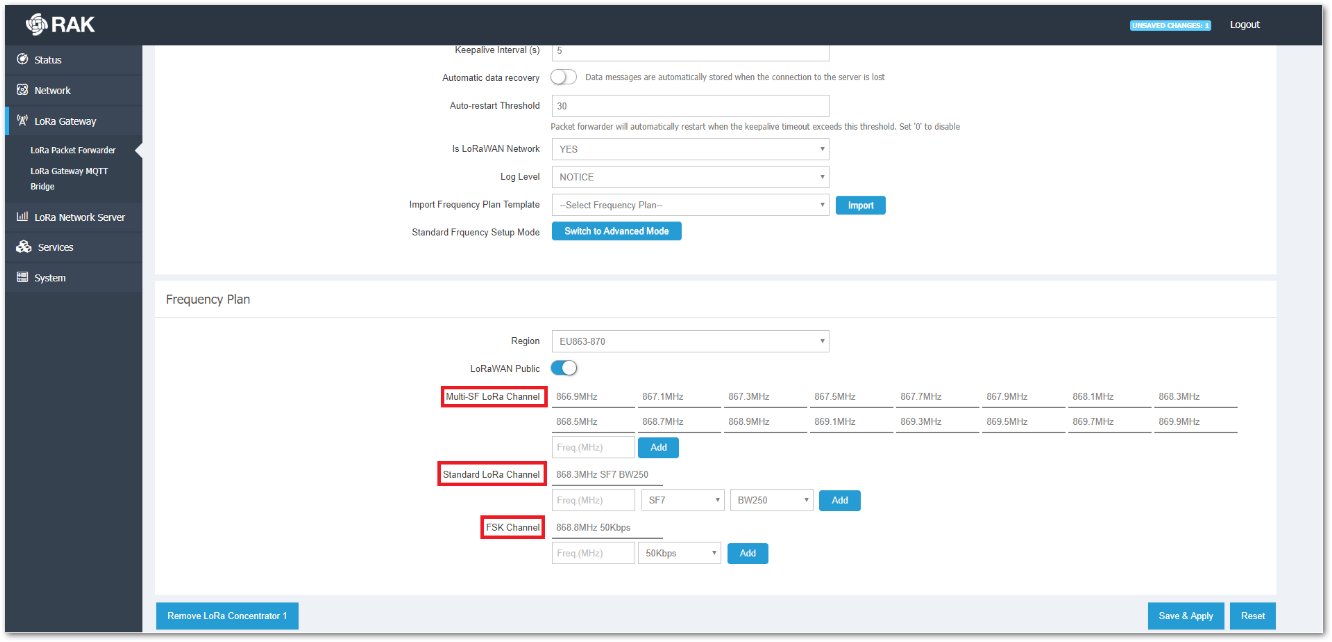 RAK
UNSAVED CHANGES: 1
Logout
Status
Network
LoRa Gateway
LoRa Packet Forwarder
LoRa Gateway MQTT
Bridge
LoRa Network Server
Services
System
Keepalive Interval (s) 5
Automatic data recovery Data messages are automatically stored when the connection to the server is lost
Auto-restart Threshold 30
Packet forwarder will automatically restart when the keepalive timeout exceeds this threshold. Set '0' to disable
Is LoRaWAN Network YES
Log Level NOTICE
Import Frequency Plan Template --Select Frequency Plan-- Import
Standard Frquency Setup Mode Switch to Advanced Mode
Frequency Plan
Region EU863-870
LoRaWAN Public
Multi-SF LoRa Channel 866.9MHz 867.1MHz 867.3MHz 867.5MHz 867.7MHz 867.9MHz 868.1MHz 868.3MHz
868.5MHz 868.7MHz 868.9MHz 869.1MHz 869.3MHz 869.5MHz 869.7MHz 869.9MHz
Freq.(MHz) Add
Standard LoRa Channel 868.3MHz SF7 BW250
Freq.(MHz) SF7 BW250 Add
FSK Channel 868.8MHz 50Kbps
Freq.(MHz) 50Kbps Add
Remove LoRa Concentrator 1 Save & Apply Reset